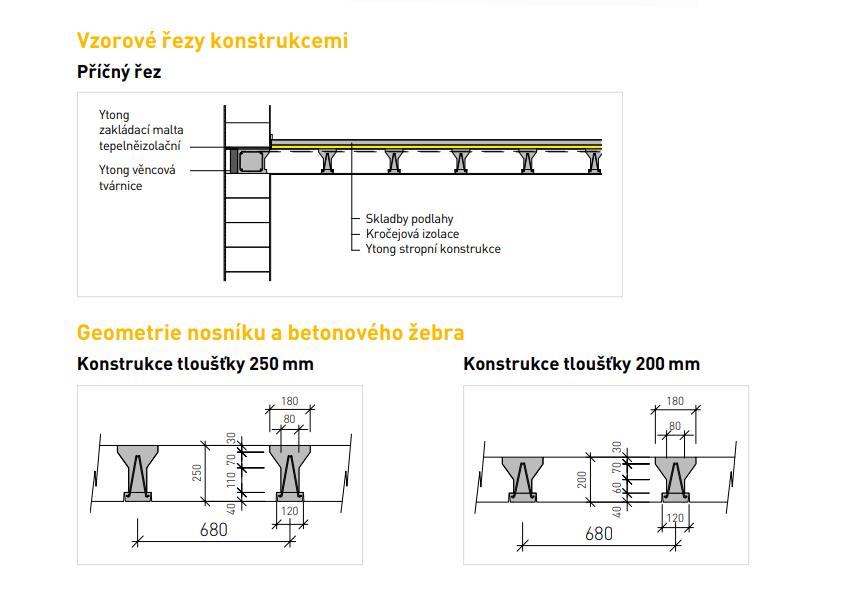 Vzorové řezy konstrukcemi
Příčný řez
Ytong
zakládací malta
tepelněizolační
Ytong věncová
tvárnice
Skladby podlahy
Kročejová izolace
Ytong stropní konstrukce
Geometrie nosníku a betonového žebra
Konstrukce tloušťky 250 mm
180
80
30
70
110
40
250
120
680
Konstrukce tloušťky 200 mm
180
80
30
70
60
40
200
120
680